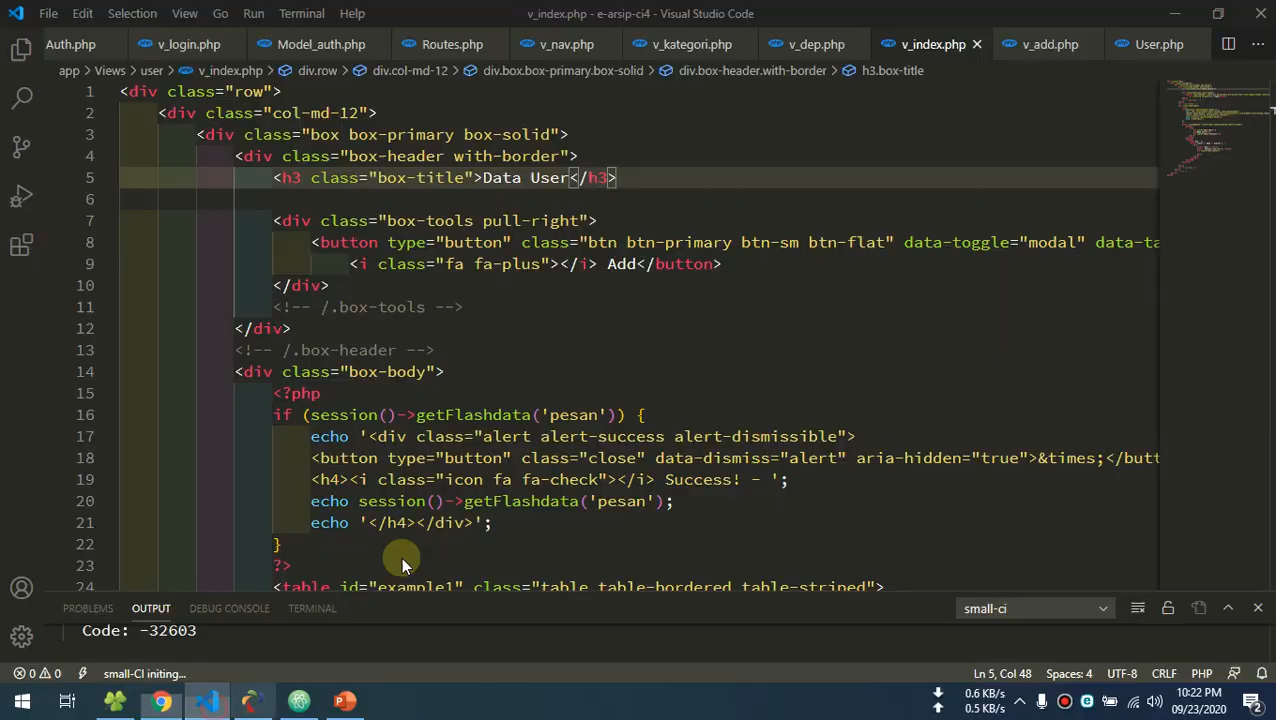 File Edit Selection View Go Run Terminal Help v_index.php - e-arsip-ci4 - Visual Studio Code
Auth.php v_login.php Model_auth.php Routes.php v_nav.php v_kategori.php v_dep.php v_index.php v_add.php User.php
app > Views > user > v_index.php > div.row > div.col-md-12 > div.box.box-primary.box-solid > div.box-header.with-border > h3.box-title
1 <div class="row">
2 <div class="col-md-12">
3 <div class="box box-primary box-solid">
4 <div class="box-header with-border">
5 <h3 class="box-title">Data User</h3>
6
7 <div class="box-tools pull-right">
8 <button type="button" class="btn btn-primary btn-sm btn-flat" data-toggle="modal" data-ta
9 <i class="fa fa-plus"></i> Add</button>
10 </div>
11 <!-- /.box-tools -->
12 </div>
13 <!-- /.box-header -->
14 <div class="box-body">
15 <?php
16 if (session()->getFlashdata('pesan')) {
17 echo '<div class="alert alert-success alert-dismissible">
18 <button type="button" class="close" data-dismiss="alert" aria-hidden="true">&times;</butt
19 <h4><i class="icon fa fa-check"></i> Success! - ';
20 echo session()->getFlashdata('pesan');
21 echo '</h4></div>';
22 }
23 ?>
24 <table id="example1" class="table table-bordered table-striped">
PROBLEMS OUTPUT DEBUG CONSOLE TERMINAL small-ci
Code: -32603
0 0 small-CI initing... Ln 5, Col 48 Spaces: 4 UTF-8 CRLF PHP
0.6 KB/s
0.5 KB/s
10:22 PM
09/23/2020
2